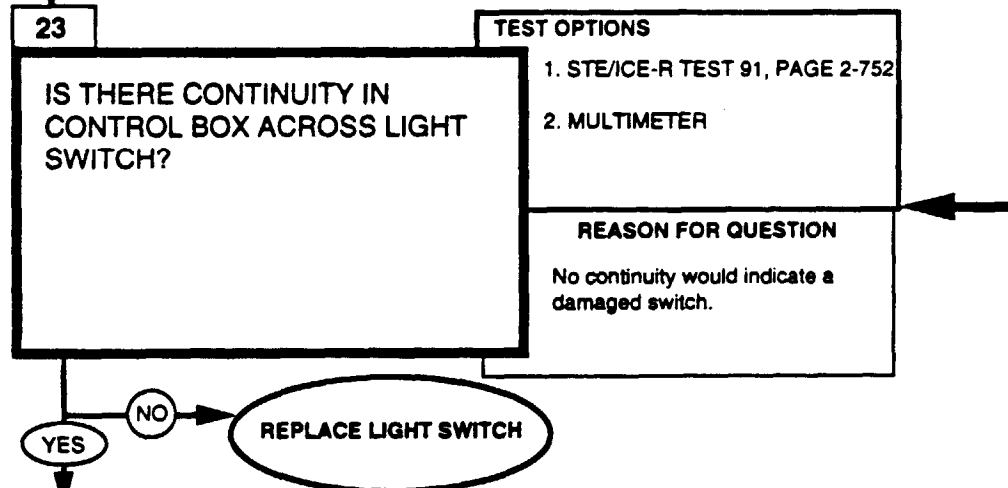 23
IS THERE CONTINUITY IN
CONTROL BOX ACROSS LIGHT
SWITCH?
TEST OPTIONS
1. STE/ICE-R TEST 91, PAGE 2-752
2. MULTIMETER
REASON FOR QUESTION
No continuity would indicate a
damaged switch.
NO
REPLACE LIGHT SWITCH
YES